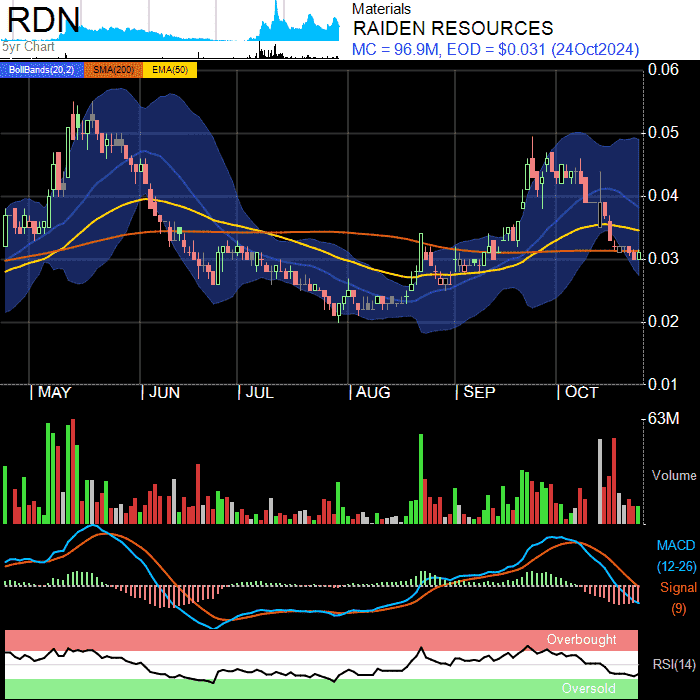 RDN
5yr Chart
Materials
RAIDEN RESOURCES
MC = 96.9M, EOD = $0.031 (24Oct2024)
BollBands(20,2) SMA(200) EMA(50)
0.06
0.05
0.04
0.03
0.02
0.01
| MAY | JUN | JUL | AUG | SEP | OCT
63M
Volume
MACD
(12-26)
Signal
(9)
Overbought
RSI(14)
Oversold